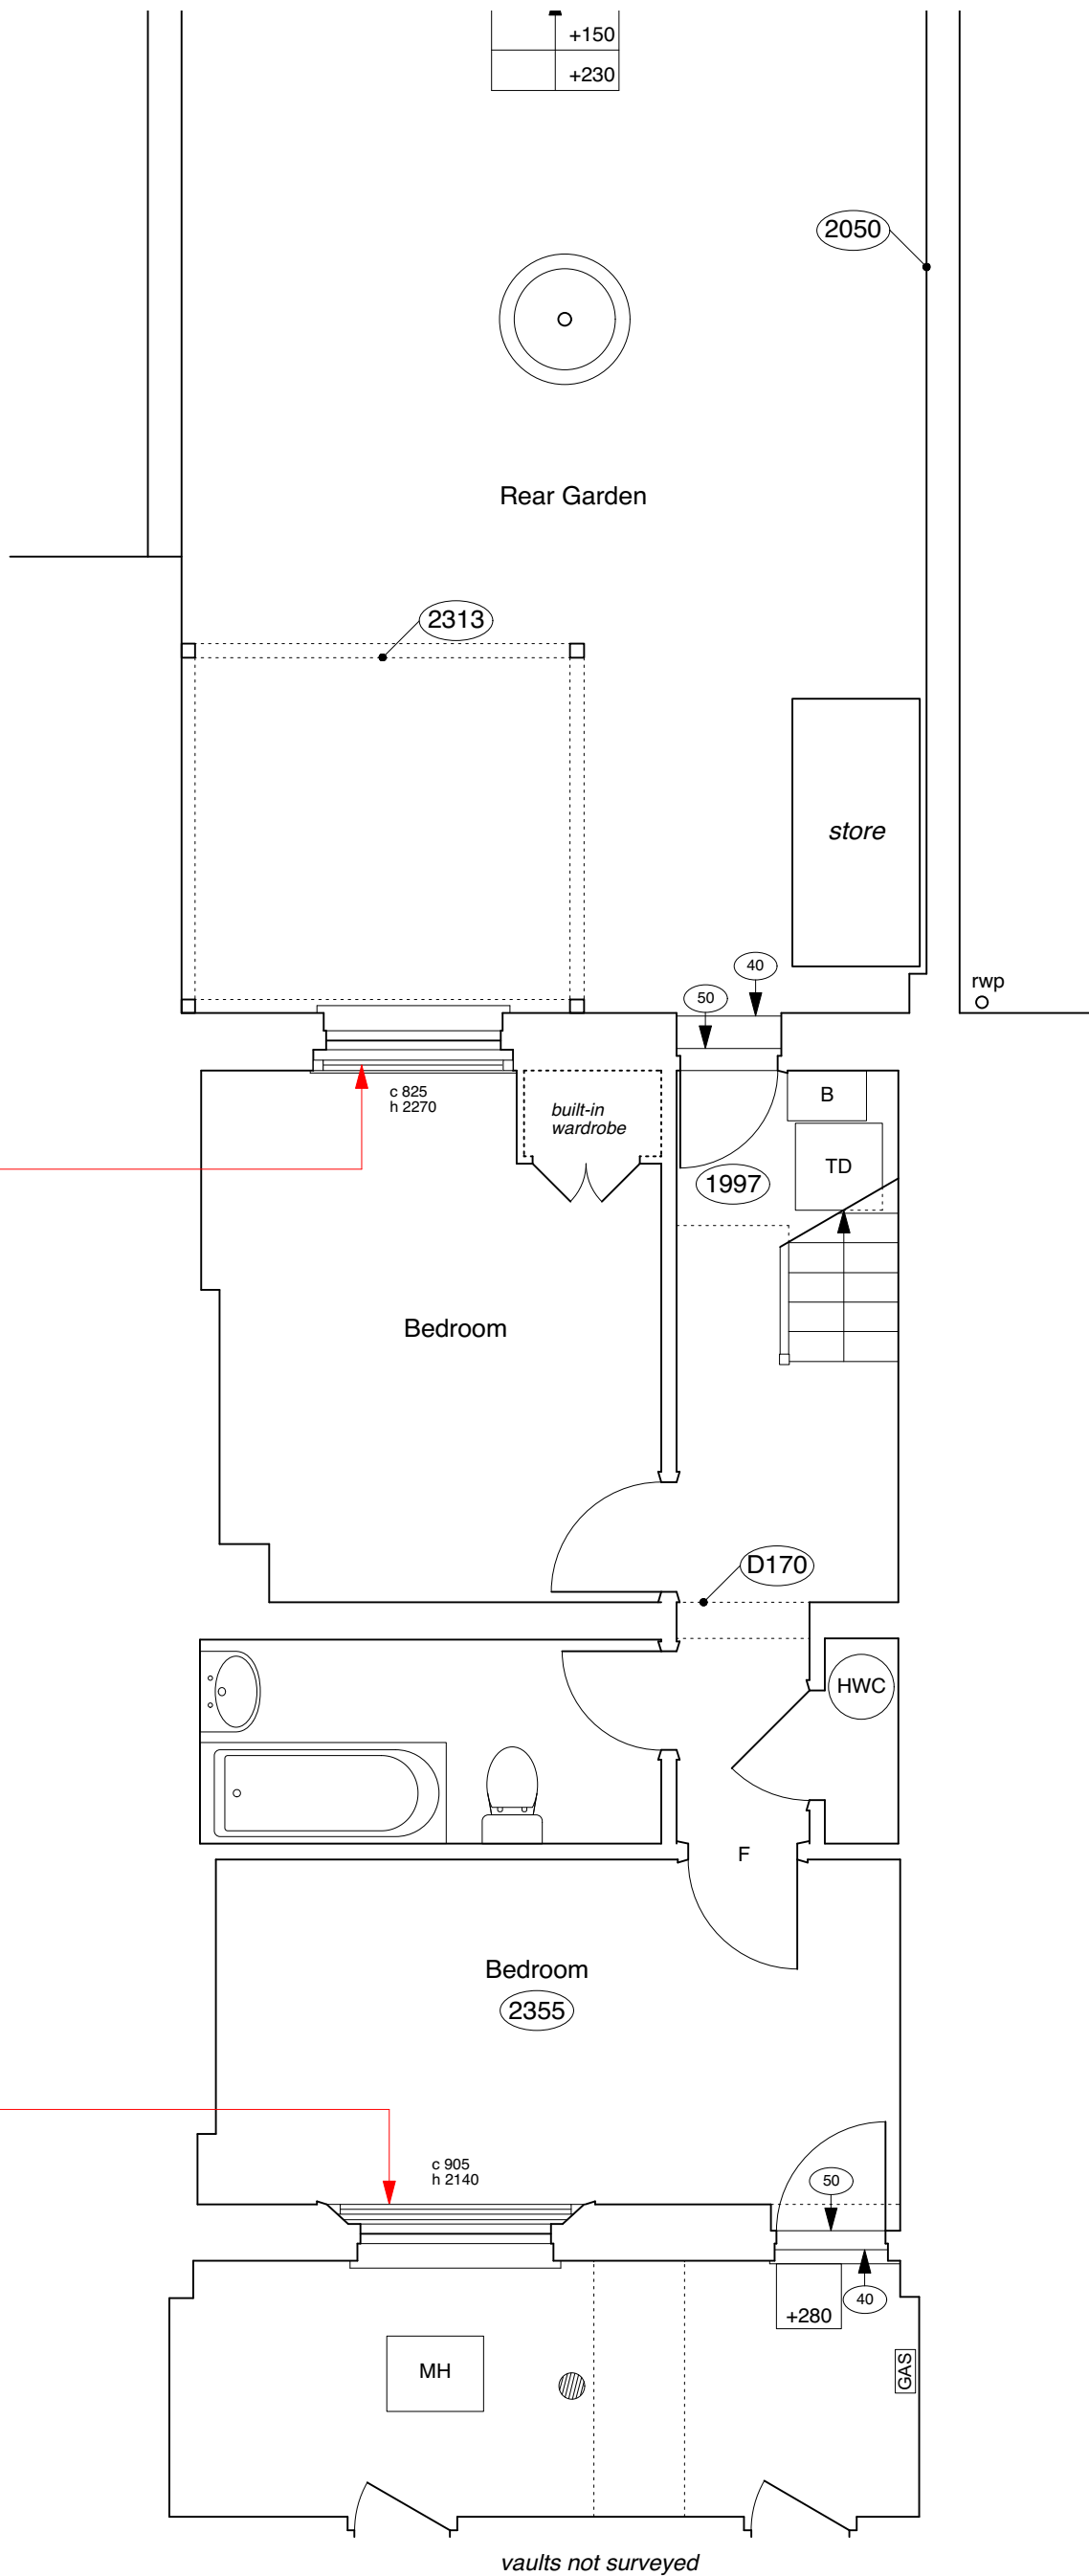 +150
+230
2050
Rear Garden
2313
store
40
50
rwp
c 825
h 2270
built-in
wardrobe
B
TD
1997
Bedroom
D170
HWC
F
Bedroom
2355
c 905
h 2140
50
40
+280
MH
GAS
vaults not surveyed